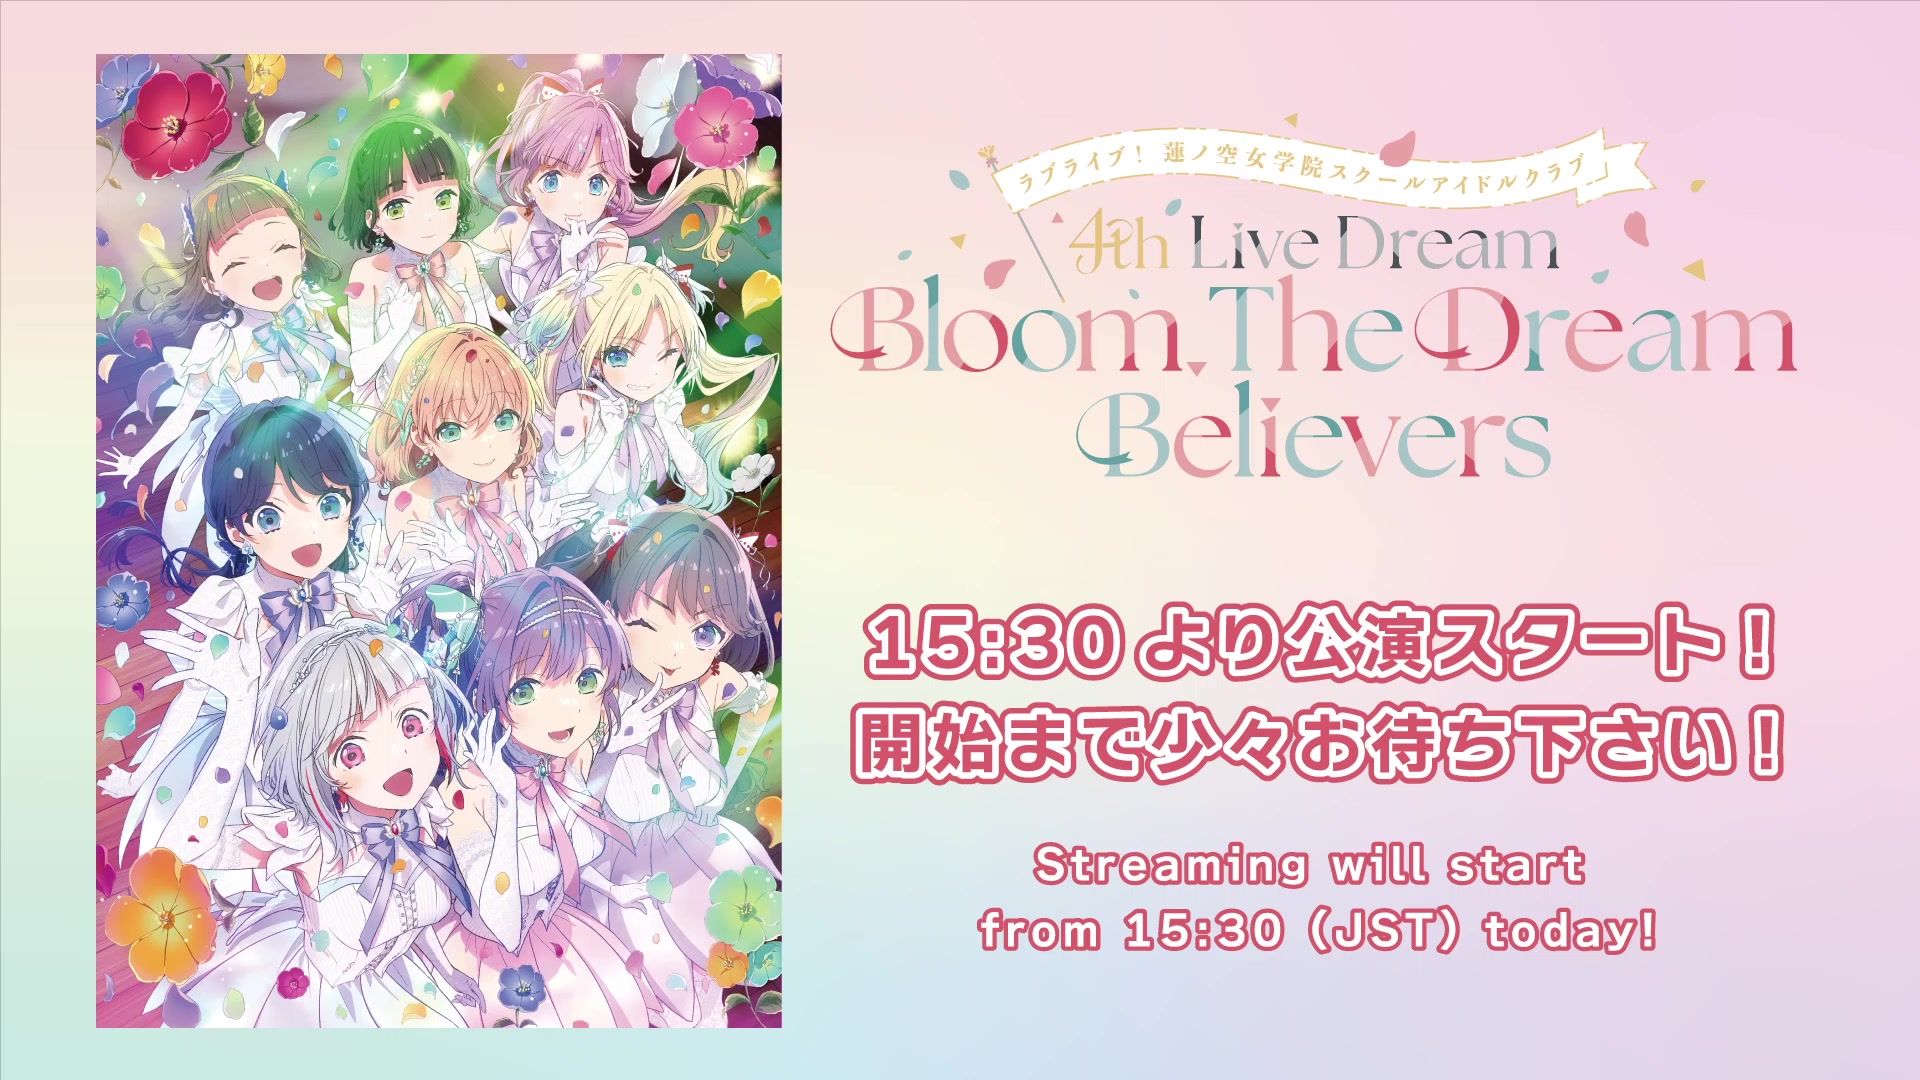 ラブライブ！蓮ノ空女学院スクールアイドルクラブ
4th Live Dream
Bloom The Dream
Believers
15:30より公演スタート！
開始まで少々お待ち下さい！
Streaming will start
from 15:30 (JST) today!